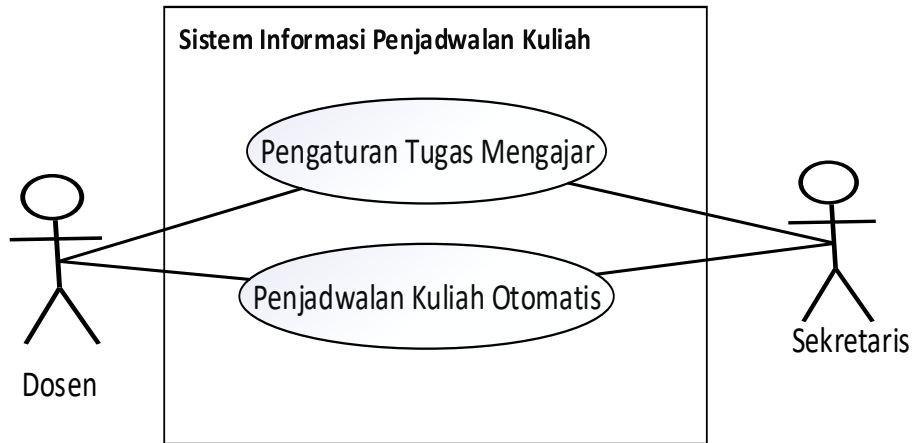 Sistem Informasi Penjadwalan Kuliah
Pengaturan Tugas Mengajar
Penjadwalan Kuliah Otomatis
Sekretaris
Dosen